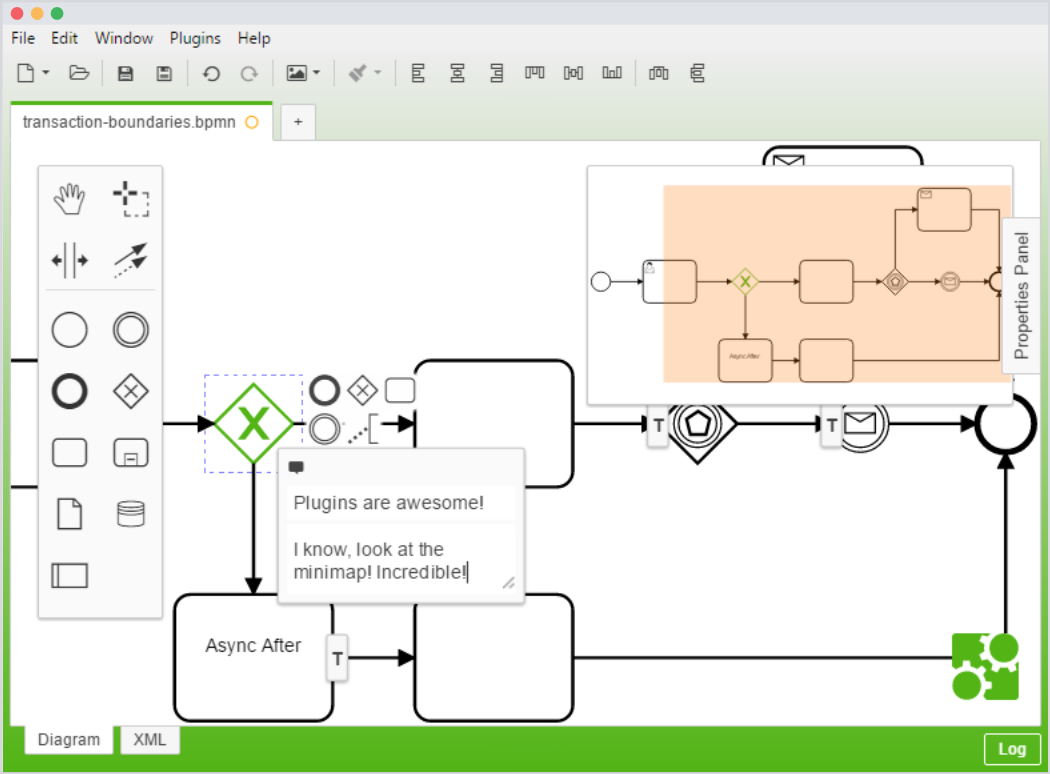 File Edit Window Plugins Help
transaction-boundaries.bpmn
+
Async After
Properties Panel
T T
Plugins are awesome!
I know, look at the
minimap! Incredible!
Async After
T
Diagram XML
Log